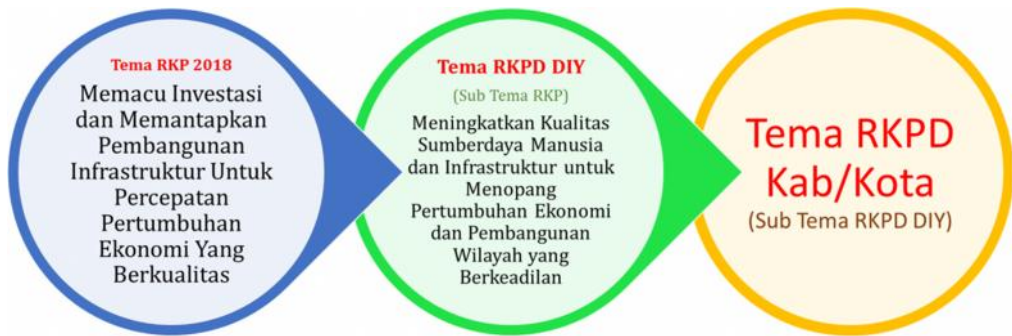 Tema RKP 2018
Memacu Investasi
dan Memantapkan
Pembangunan
Infrastruktur Untuk
Percepatan
Pertumbuhan
Ekonomi Yang
Berkualitas
Tema RKPD DIY
(Sub Tema RKP)
Meningkatkan Kualitas
Sumberdaya Manusia
dan Infrastruktur untuk
Menopang
Pertumbuhan Ekonomi
dan Pembangunan
Wilayah yang
Berkeadilan
Tema RKPD
Kab/Kota
(Sub Tema RKPD DIY)